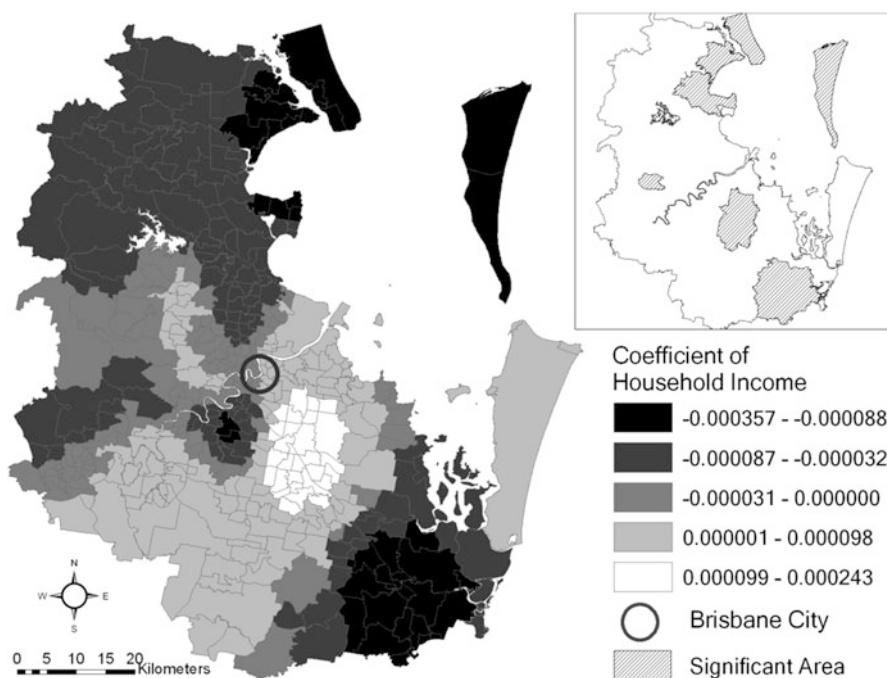 Coefficient of
Household Income
-0.000357 - -0.000088
-0.000087 - -0.000032
-0.000031 - 0.000000
0.000001 - 0.000098
0.000099 - 0.000243
Brisbane City
Significant Area
N
W E
S
0 5 10 15 20
Kilometers